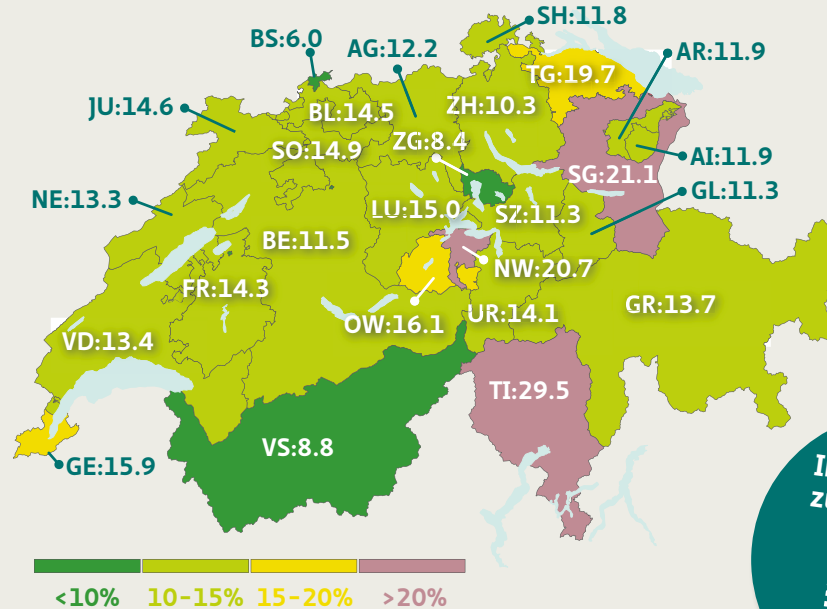 SH:11.8
BS:6.0
AG:12.2
AR:11.9
TG:19.7
JU:14.6
BL:14.5
ZH:10.3
ZG:8.4
SO:14.9
AI:11.9
SG:21.1
NE:13.3
GL:11.3
LU:15.0
SZ:11.3
BE:11.5
NW:20.7
FR:14.3
GR:13.7
OW:16.1
UR:14.1
VD:13.4
TI:29.5
VS:8.8
GE:15.9
<10% 10–15% 15–20% >20%